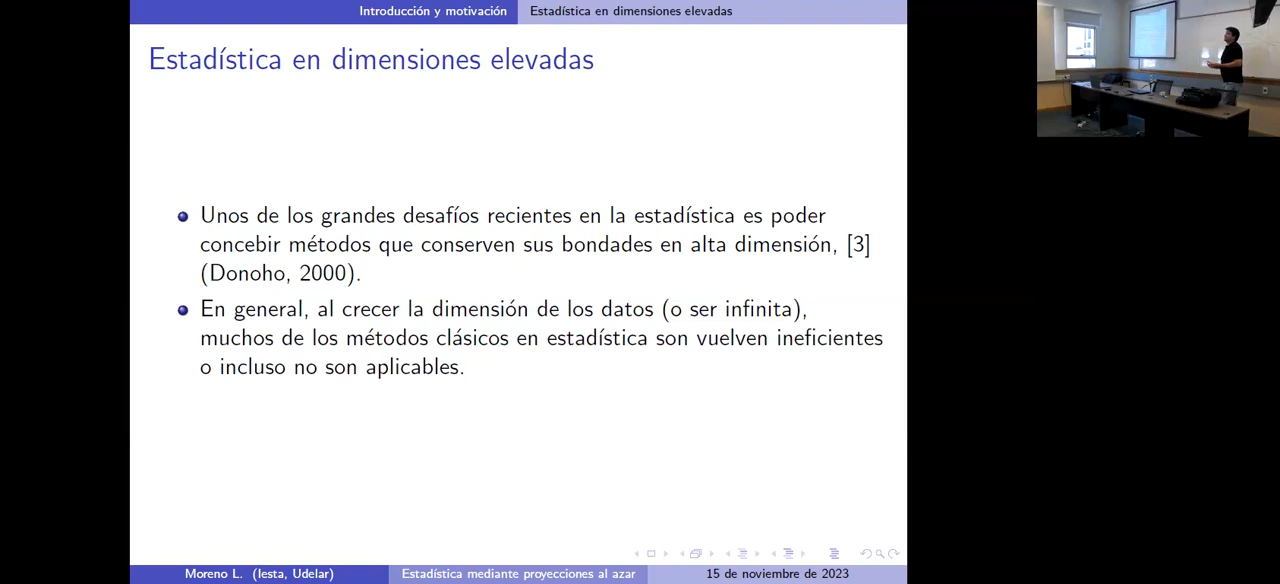 Introducción y motivación Estadística en dimensiones elevadas
Estadística en dimensiones elevadas
Unos de los grandes desafíos recientes en la estadística es poder
concebir métodos que conserven sus bondades en alta dimensión, [3]
(Donoho, 2000).
En general, al crecer la dimensión de los datos (o ser infinita),
muchos de los métodos clásicos en estadística son vuelven ineficientes
o incluso no son aplicables.
Moreno L. (Iesta, Udelar) Estadística mediante proyecciones al azar 15 de noviembre de 2023